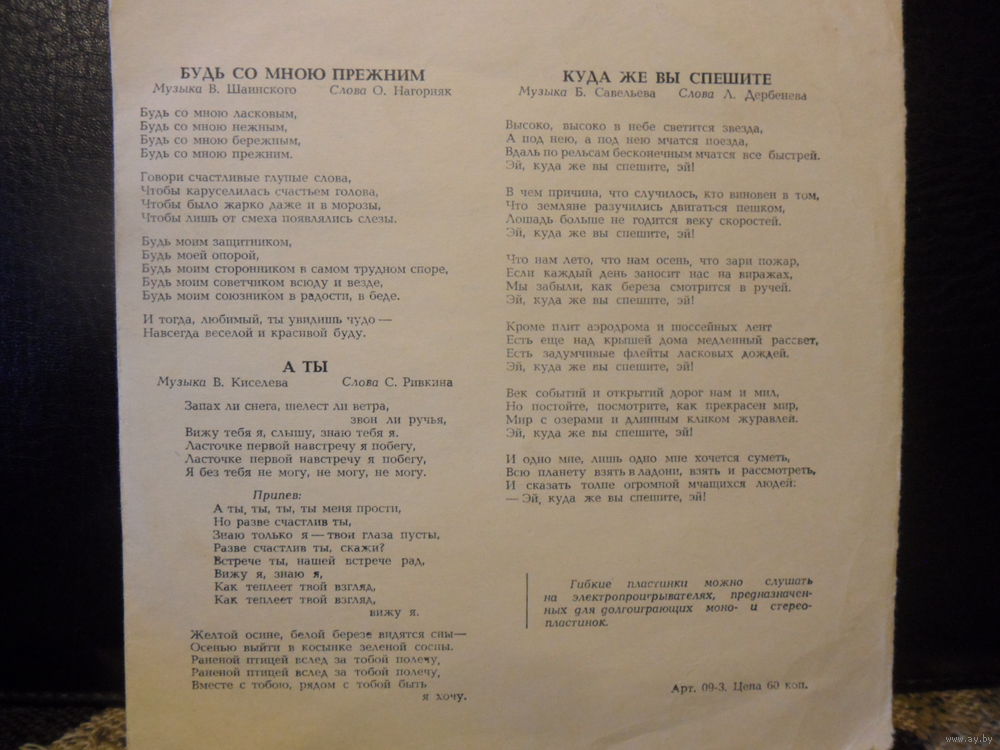 БУДЬ СО МНОЮ ПРЕЖНИМ
Музыка В. Шаинского Слова О. Нагорняк
Будь со мною ласковым,
Будь со мною нежным,
Будь со мною бережным,
Будь со мною прежним.
Говори счастливые глупые слова,
Чтобы каруселилась счастьем голова,
Чтобы было жарко даже и в морозы,
Чтобы лишь от смеха появлялись слезы.
Будь моим защитником,
Будь моей опорой,
Будь моим сторонником в самом трудном споре,
Будь моим советчиком всюду и везде,
Будь моим союзником в радости, в беде.
И тогда, любимый, ты увидишь чудо —
Навсегда веселой и красивой буду.
А ТЫ
Музыка В. Киселева Слова С. Ривкина
Запах ли снега, шелест ли ветра,
звон ли ручья,
Вижу тебя я, слышу, знаю тебя я.
Ласточке первой навстречу я побегу,
Ласточке первой навстречу я побегу,
Я без тебя не могу, не могу, не могу.
Припев:
А ты, ты, ты, ты меня прости,
Но разве счастлив ты,
Знаю только я — твои глаза пусты,
Разве счастлив ты, скажи?
Встрече ты, нашей встрече рад,
Вижу я, знаю я,
Как теплеет твой взгляд,
Как теплеет твой взгляд,
вижу я.
Желтой осине, белой березе видятся сны —
Осенью выйти в косынке зеленой сосны.
Раненой птицей вслед за тобой полечу,
Раненой птицей вслед за тобой полечу,
Вместе с тобою, рядом с тобой быть
я хочу.
КУДА ЖЕ ВЫ СПЕШИТЕ
Музыка Б. Савельева Слова Л. Дербенева
Высоко, высоко в небе светится звезда,
А под нею, а под нею мчатся поезда,
Вдаль по рельсам бесконечным мчатся все быстрей.
Эй, куда же вы спешите, эй!
В чем причина, что случилось, кто виновен в том,
Что земляне разучились двигаться пешком,
Лошадь больше не годится веку скоростей.
Эй, куда же вы спешите, эй!
Что нам лето, что нам осень, что зари пожар,
Если каждый день заносит нас на виражах,
Мы забыли, как береза смотрится в ручей.
Эй, куда же вы спешите, эй!
Кроме плит аэродрома и шоссейных лент
Есть еще над крышей дома медленный рассвет,
Есть задумчивые флейты ласковых дождей.
Эй, куда же вы спешите, эй!
Век событий и открытий дорог нам и мил,
Но постойте, посмотрите, как прекрасен мир,
Мир с озерами и длинным кликом журавлей.
Эй, куда же вы спешите, эй!
И одно мне, лишь одно мне хочется суметь,
Всю планету взять в ладони, взять и рассмотреть,
И сказать толпе огромной мчащихся людей:
— Эй, куда же вы спешите, эй!
Гибкие пластинки можно слушать
на электропроигрывателях, предназначен-
ных для долгоиграющих моно- и стерео-
пластинок.
Арт. 09-3. Цена 60 коп.
www.ay.by